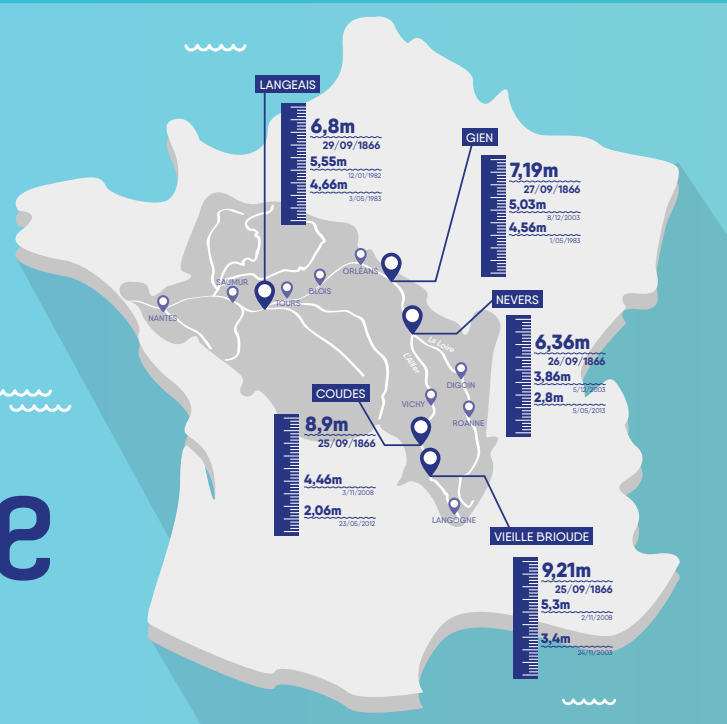 LANGEAIS
6,8m
29/09/1866
5,55m
12/01/1982
4,66m
3/05/1983
GIEN
7,19m
27/09/1866
5,03m
8/12/2003
4,56m
1/05/1983
ORLÉANS
SAUMUR
BLOIS
TOURS
NANTES
NEVERS
6,36m
26/09/1866
3,86m
5/12/2003
2,8m
5/05/2013
La Loire
L'Allier
DIGOIN
VICHY
ROANNE
COUDES
8,9m
25/09/1866
4,46m
3/11/2008
2,06m
23/05/2012
LANGOGNE
VIEILLE BRIOUDE
9,21m
25/09/1866
5,3m
2/11/2008
3,4m
24/11/2003
e